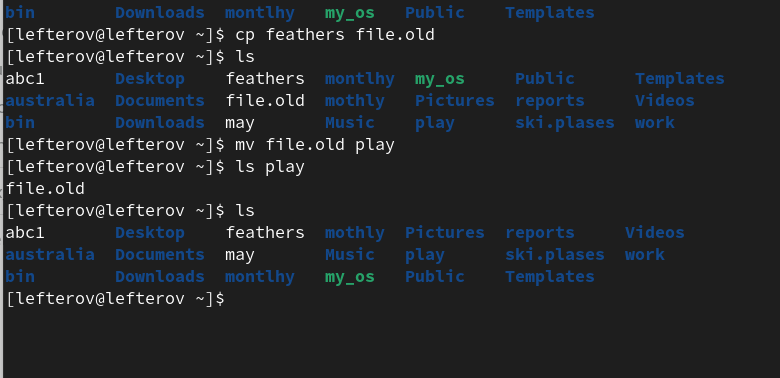 bin Downloads montlhy my_os Public Templates
[lefterov@lefterov ~]$ cp feathers file.old
[lefterov@lefterov ~]$ ls
abc1 Desktop feathers montlhy my_os Public Templates
australia Documents file.old mothly Pictures reports Videos
bin Downloads may Music play ski.plases work
[lefterov@lefterov ~]$ mv file.old play
[lefterov@lefterov ~]$ ls play
file.old
[lefterov@lefterov ~]$ ls
abc1 Desktop feathers mothly Pictures reports Videos
australia Documents may Music play ski.plases work
bin Downloads montlhy my_os Public Templates
[lefterov@lefterov ~]$